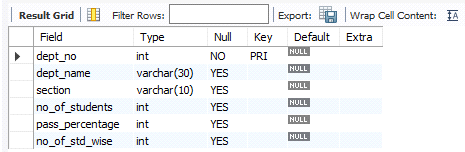 Result Grid Filter Rows: Export: Wrap Cell Content: IA
Field Type Null Key Default Extra
dept_no int NO PRI NULL
dept_name varchar(30) YES NULL
section varchar(10) YES NULL
no_of_students int YES NULL
pass_percentage int YES NULL
no_of_std_wise int YES NULL